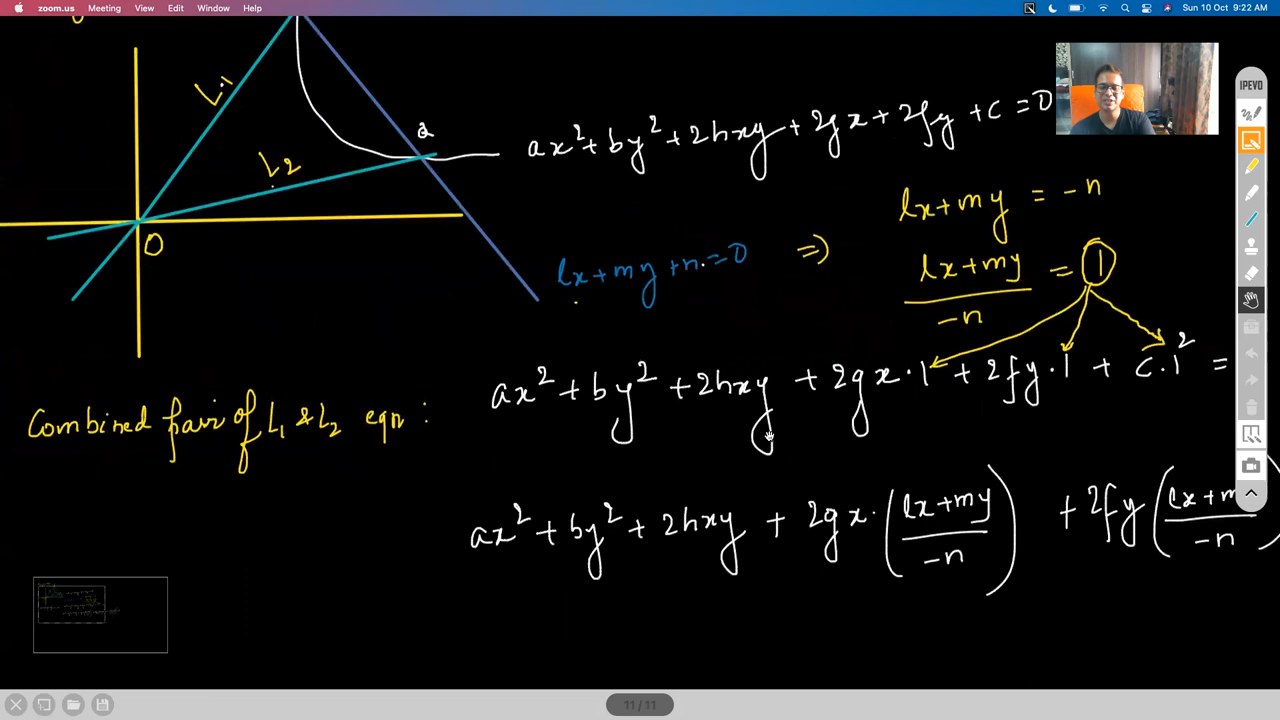 zoom.us Meeting View Edit Window Help Sun 10 Oct 9:22 AM
IPEVO
L1
2
L2
O
ax² + by² + 2hxy + 2gx + 2fy + c = 0
lx + my = -n
lx + my + n = 0 ⇒ (lx + my)/-n = 1
ax² + by² + 2hxy + 2gx·1 + 2fy·1 + c·1² =
Combined pair of L1 & L2 eqn :
ax² + by² + 2hxy + 2gx·((lx + my)/-n) + 2fy((lx + m
-n)
11 / 11